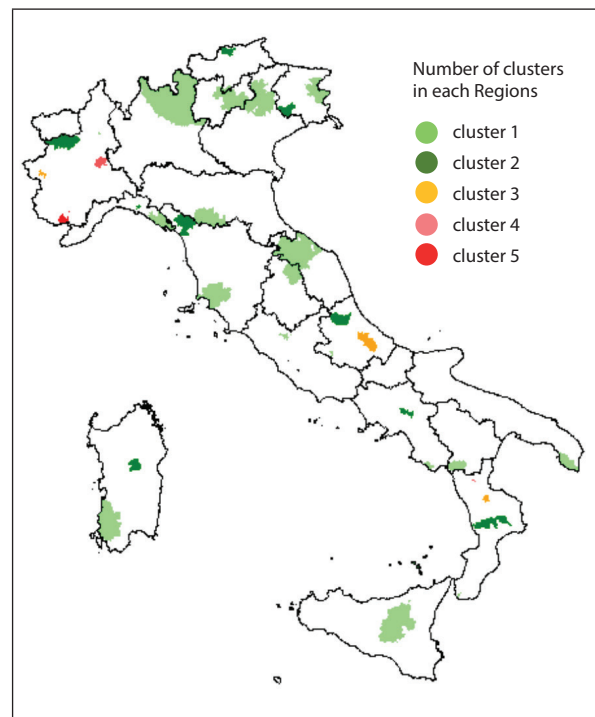 Number of clusters
in each Regions
cluster 1
cluster 2
cluster 3
cluster 4
cluster 5